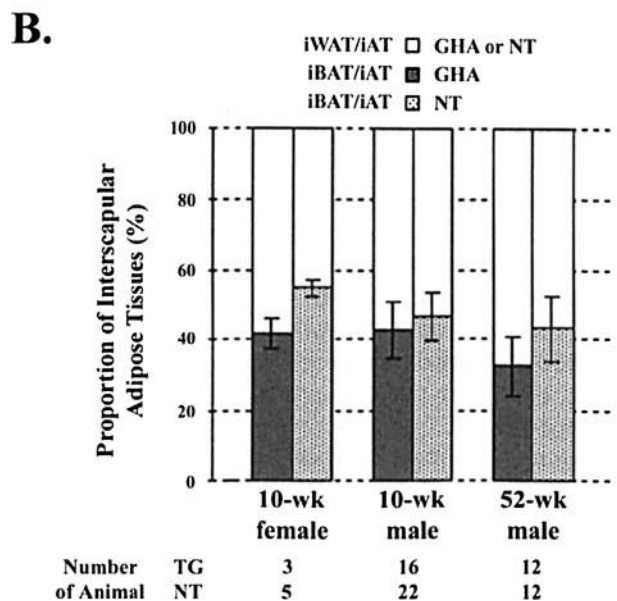 B.
iWAT/iAT GHA or NT
iBAT/iAT GHA
iBAT/iAT NT
Proportion of Interscapular
Adipose Tissues (%)
100
80
60
40
20
0
10-wk female
10-wk male
52-wk male
Number TG 3 16 12
of Animal NT 5 22 12